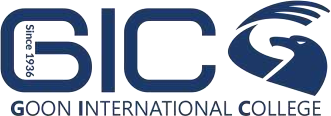 Since 1936
GIC
GOON INTERNATIONAL COLLEGE